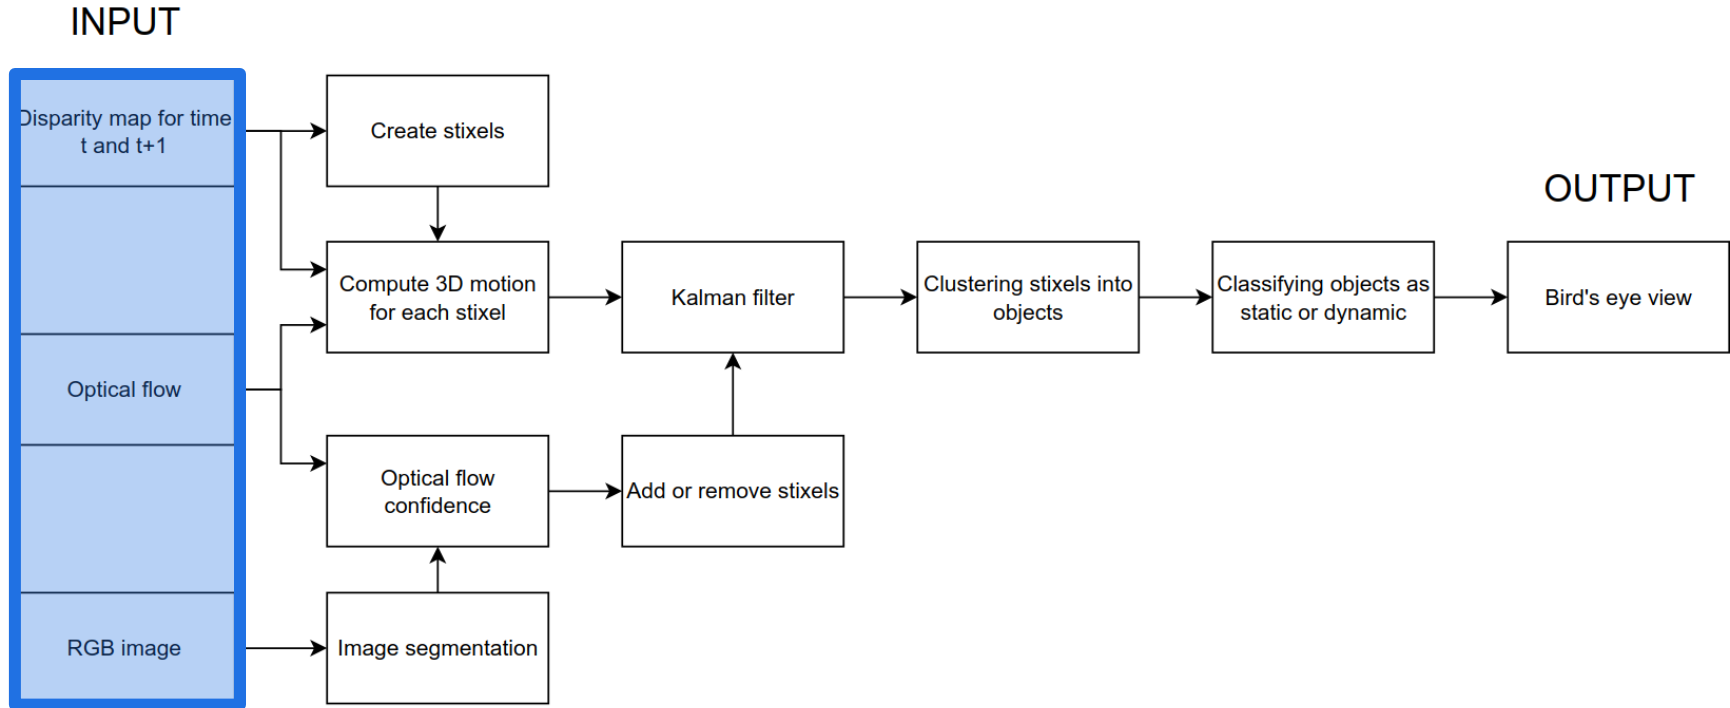 INPUT
Disparity map for time
t and t+1
Create stixels
OUTPUT
Compute 3D motion
for each stixel
Kalman filter
Clustering stixels into
objects
Classifying objects as
static or dynamic
Bird's eye view
Optical flow
Optical flow
confidence
Add or remove stixels
RGB image
Image segmentation